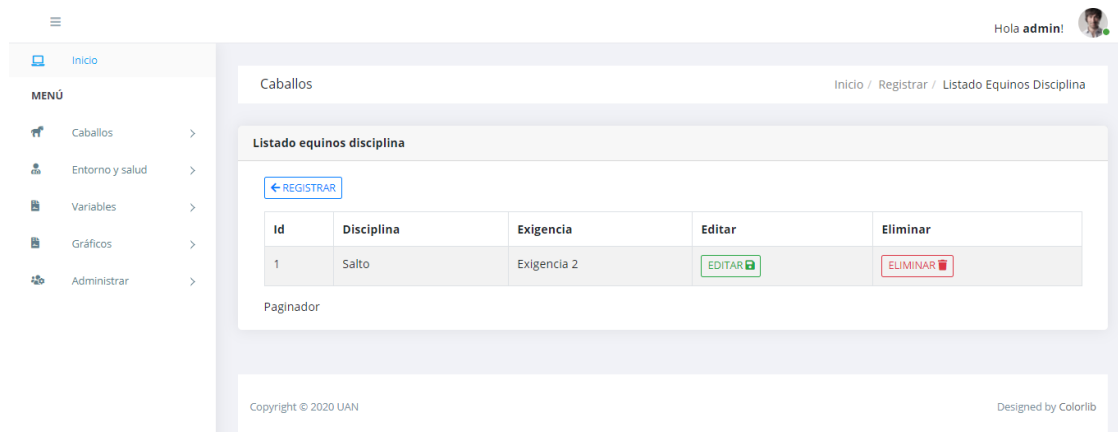 Hola admin!
Inicio
MENÚ
Caballos
Entorno y salud
Variables
Gráficos
Administrar
Caballos
Inicio / Registrar / Listado Equinos Disciplina
Listado equinos disciplina
REGISTRAR
Id Disciplina Exigencia Editar Eliminar
1 Salto Exigencia 2 EDITAR ELIMINAR
Paginador
Copyright © 2020 UAN Designed by Colorlib